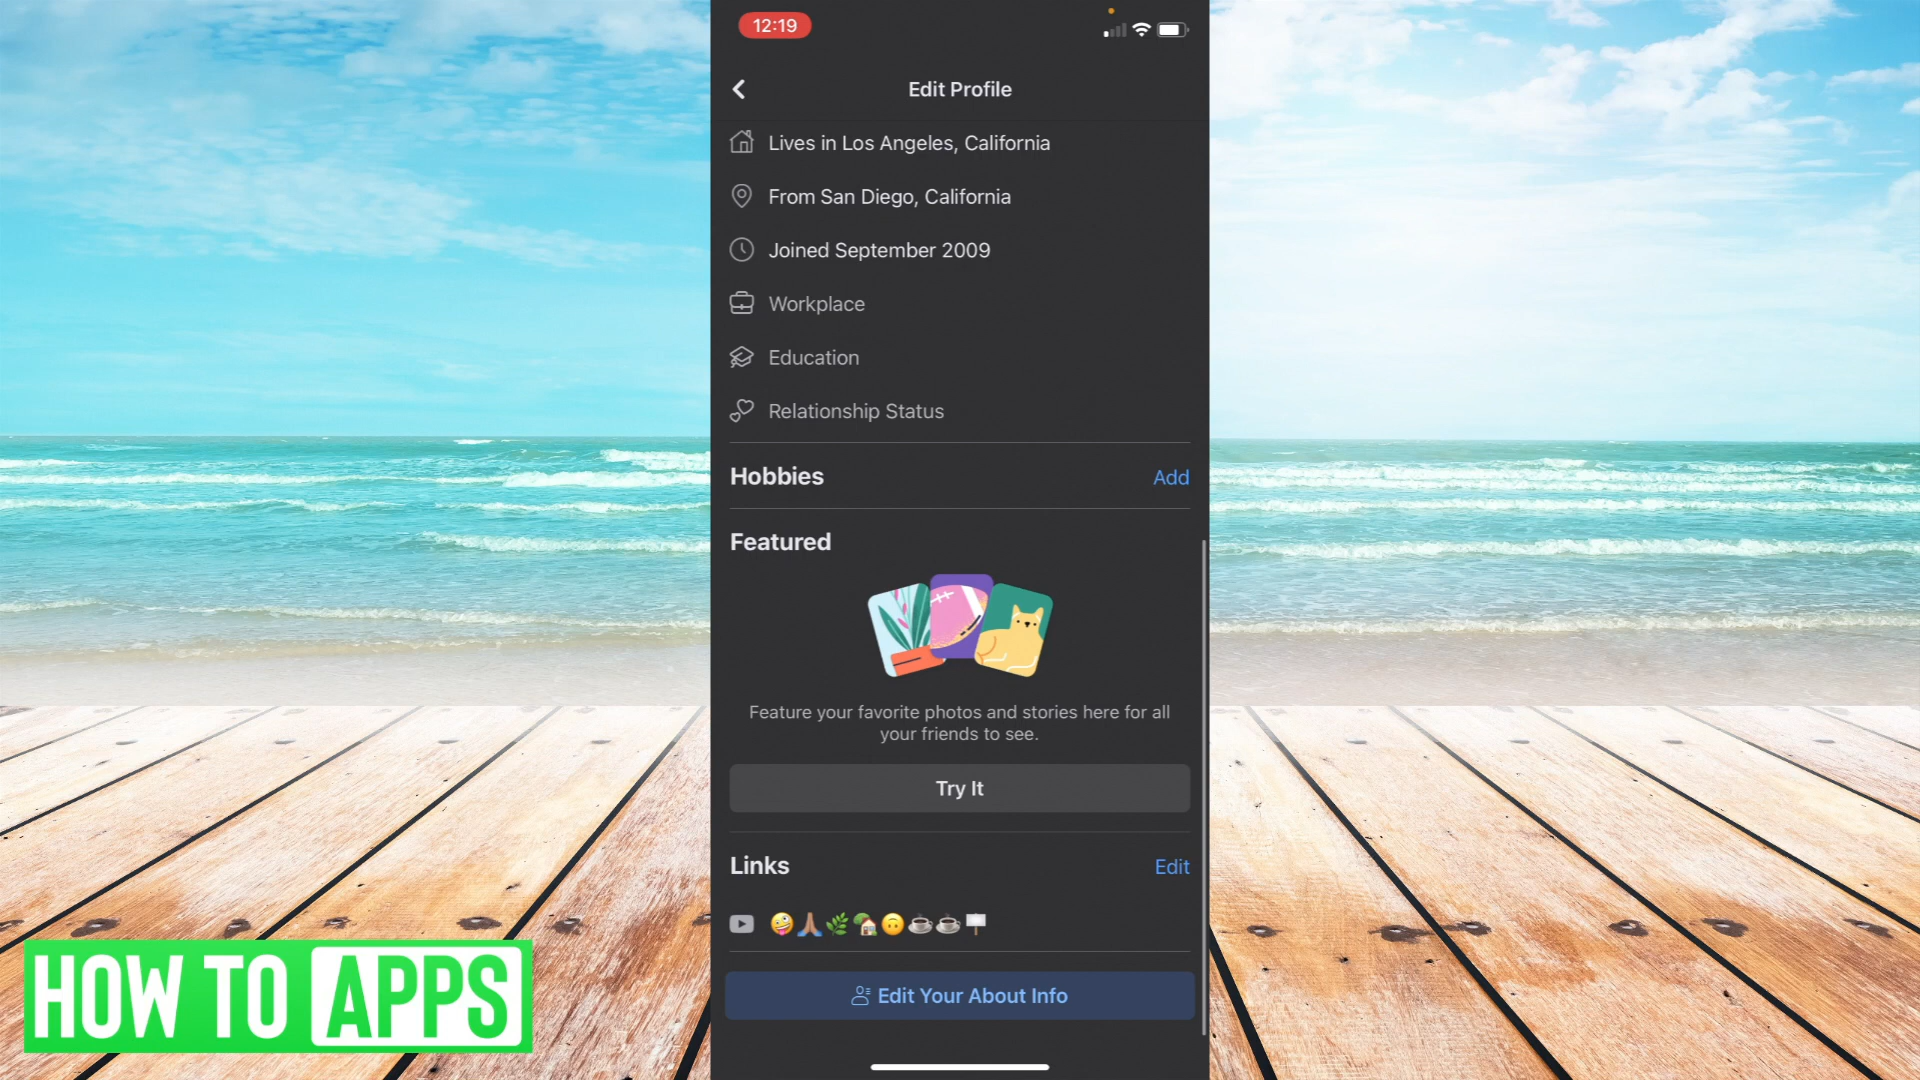 12:19
Edit Profile
Lives in Los Angeles, California
From San Diego, California
Joined September 2009
Workplace
Education
Relationship Status
Hobbies
Add
Featured
Feature your favorite photos and stories here for all
your friends to see.
Try It
Links
Edit
🤪🙏🏽🌿🏡🙃☕☕🪧
Edit Your About Info
HOW TO APPS